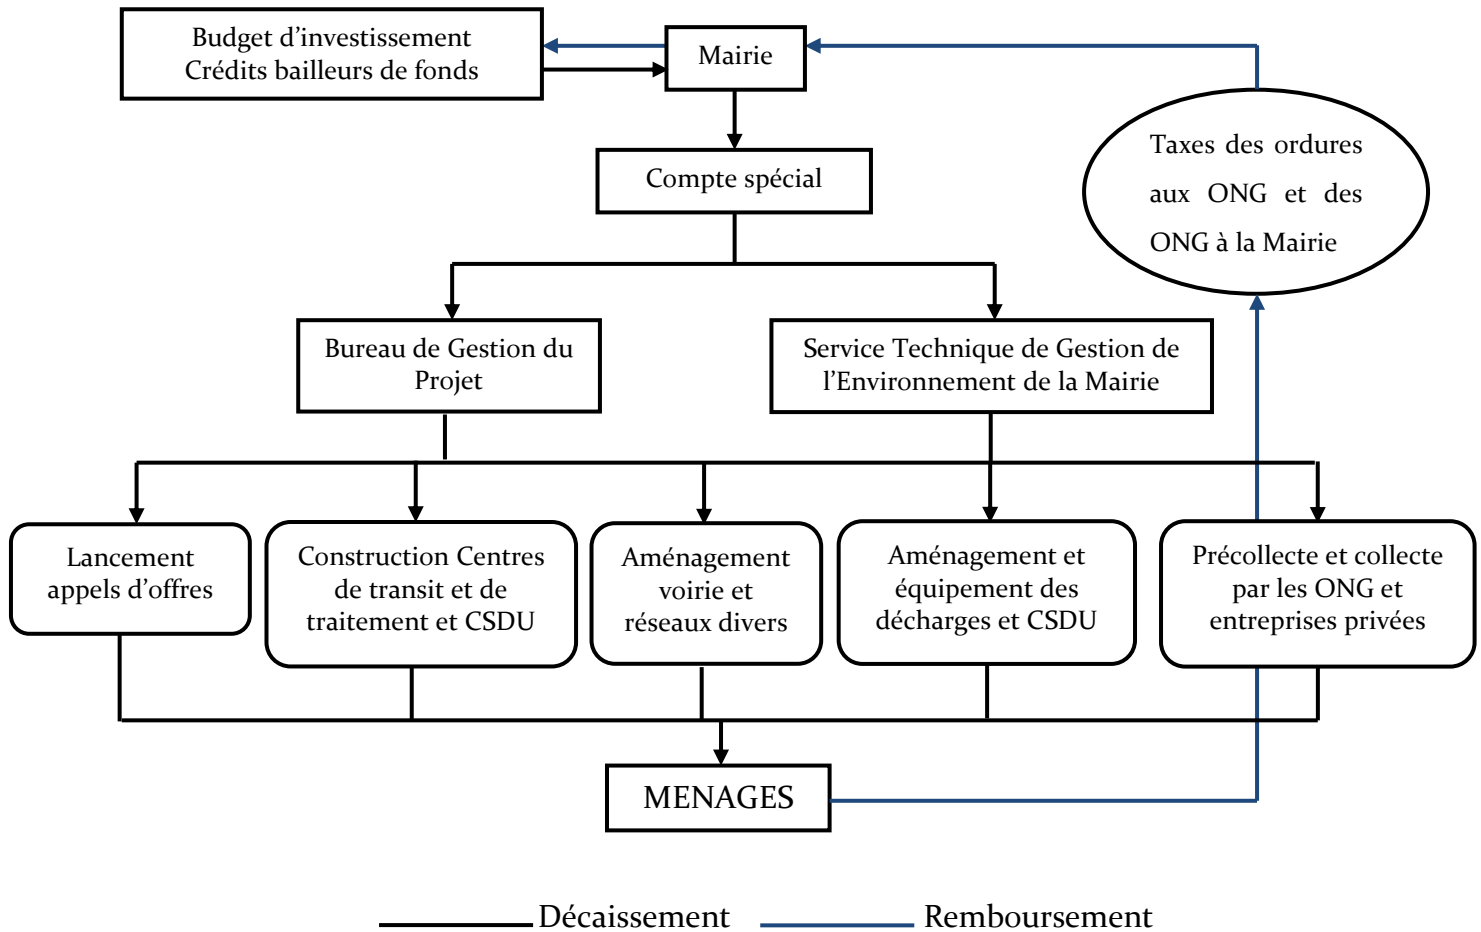 Budget d'investissement
Crédits bailleurs de fonds
Mairie
Taxes des ordures
aux ONG et des
ONG à la Mairie
Compte spécial
Bureau de Gestion du
Projet
Service Technique de Gestion de
l'Environnement de la Mairie
Lancement
appels d'offres
Construction Centres
de transit et de
traitement et CSDU
Aménagement
voirie et
réseaux divers
Aménagement et
équipement des
décharges et CSDU
Précollecte et collecte
par les ONG et
entreprises privées
MENAGES
Décaissement
Remboursement